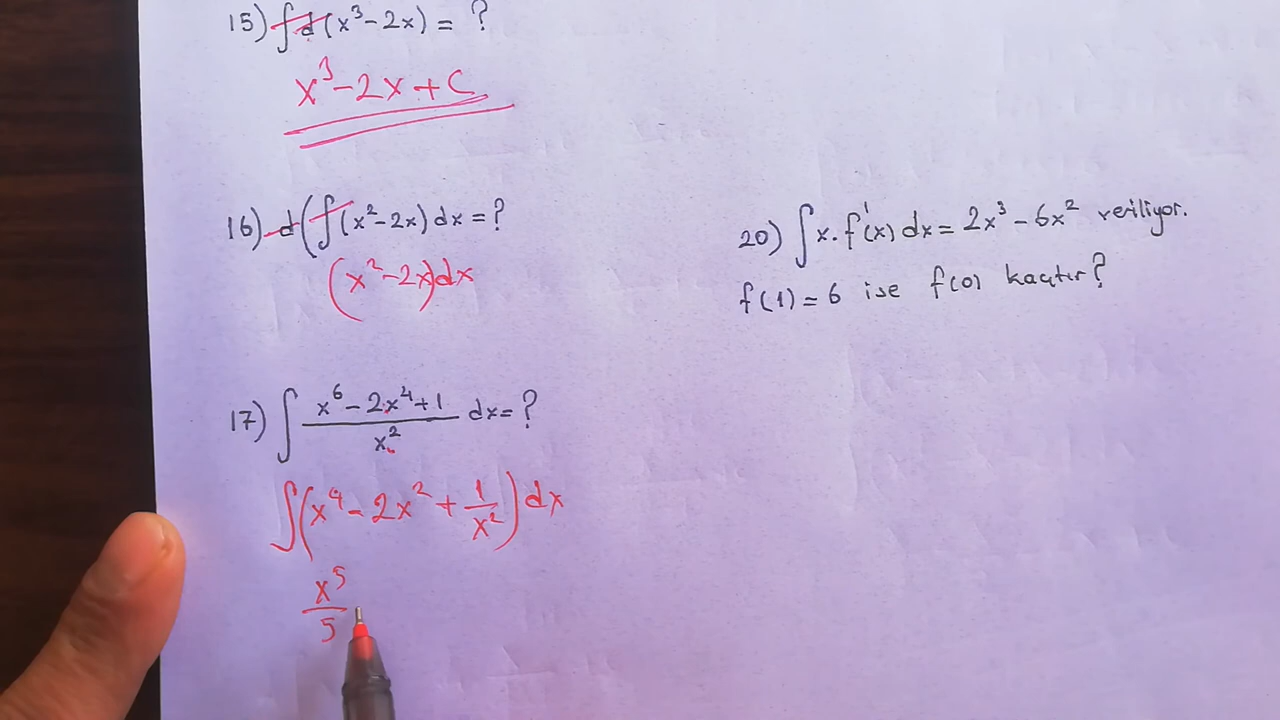 15) ∫d(x³-2x) = ?
x³-2x+C
16) d(∫(x²-2x)dx=?
(x²-2x)dx
17) ∫ (x⁶-2x⁴+1)/x² dx=?
∫(x⁴-2x²+1/x²)dx
x⁵/5
20) ∫x.f'(x)dx=2x³-6x² veriliyor.
f(1)=6 ise f(0) kaçtır?